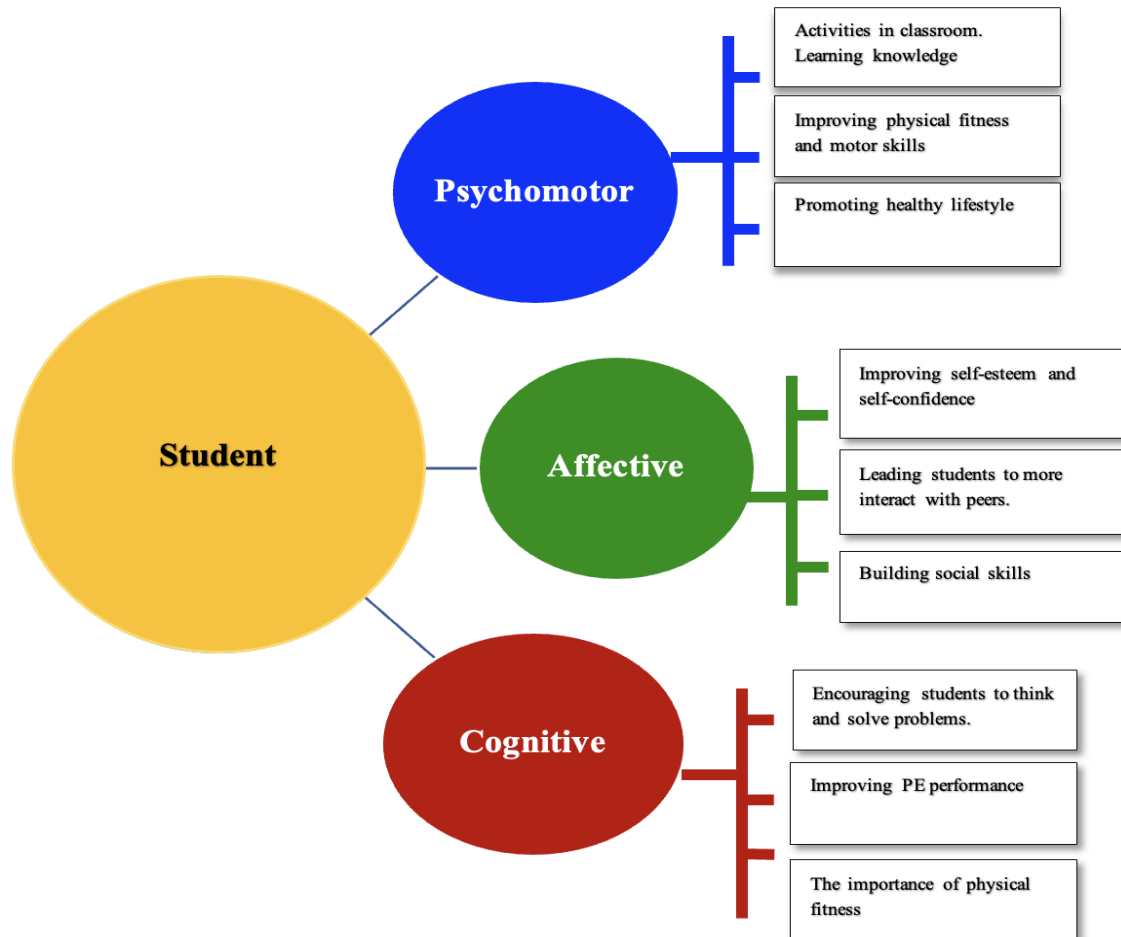 Activities in classroom.
Learning knowledge
Improving physical fitness
and motor skills
Promoting healthy lifestyle
Psychomotor
Student
Affective
Improving self-esteem and
self-confidence
Leading students to more
interact with peers.
Building social skills
Cognitive
Encouraging students to think
and solve problems.
Improving PE performance
The importance of physical
fitness